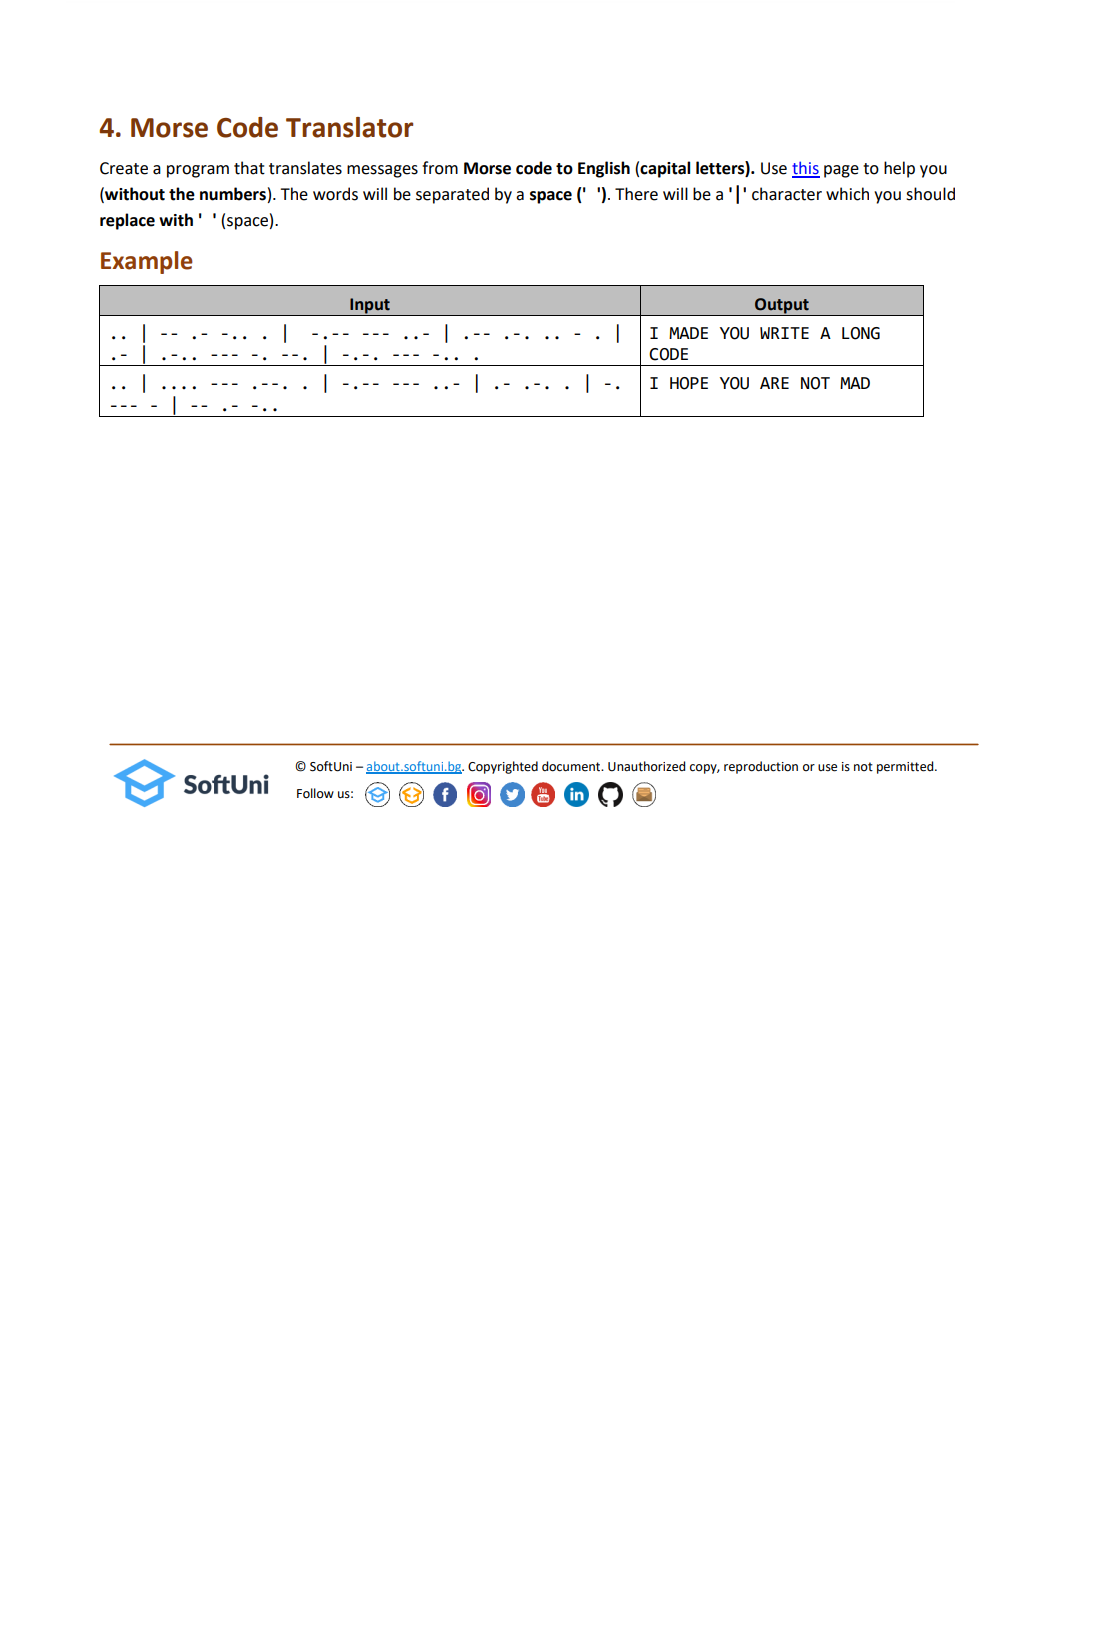 4. Morse Code Translator
Create a program that translates messages from Morse code to English (capital letters). Use this page to help you
(without the numbers). The words will be separated by a space (' '). There will be a '|' character which you should
replace with ' ' (space).
Example
Input Output
.. | -- .- -.. . |  -.-- --- ..- | .-- .-. .. - . | I MADE YOU WRITE A LONG
.- | .-.. --- -. --. | -.-. --- -.. . CODE
.. | .... --- .--. . | -.-- --- ..- | .- .-. . | -. I HOPE YOU ARE NOT MAD
--- - | -- .- -..
SoftUni
© SoftUni – about.softuni.bg. Copyrighted document. Unauthorized copy, reproduction or use is not permitted.
Follow us: